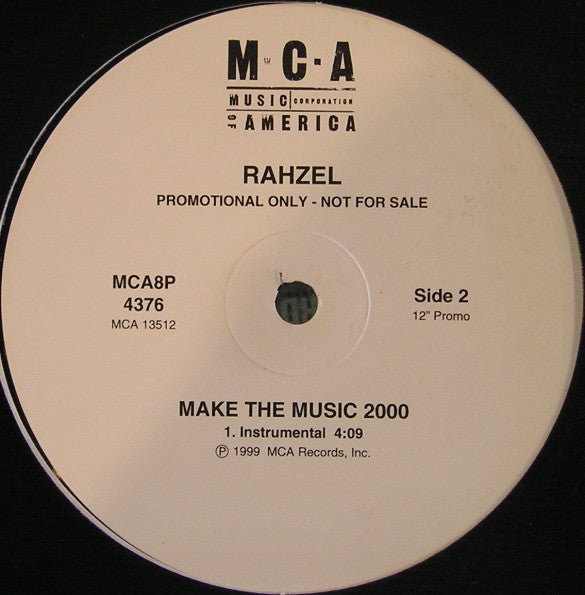 M·C·A
MUSIC CORPORATION
OF AMERICA
RAHZEL
PROMOTIONAL ONLY - NOT FOR SALE
MCA8P
4376
MCA 13512
Side 2
12" Promo
MAKE THE MUSIC 2000
1. Instrumental 4:09
℗ 1999 MCA Records, Inc.